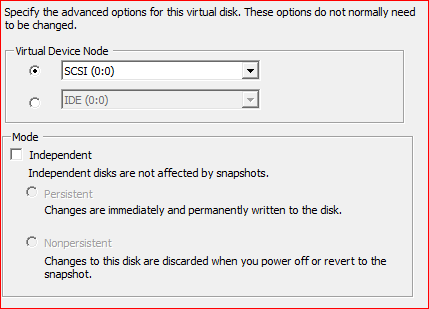 Specify the advanced options for this virtual disk. These options do not normally need
to be changed.
Virtual Device Node
SCSI (0:0)
IDE (0:0)
Mode
Independent
Independent disks are not affected by snapshots.
Persistent
Changes are immediately and permanently written to the disk.
Nonpersistent
Changes to this disk are discarded when you power off or revert to the
snapshot.